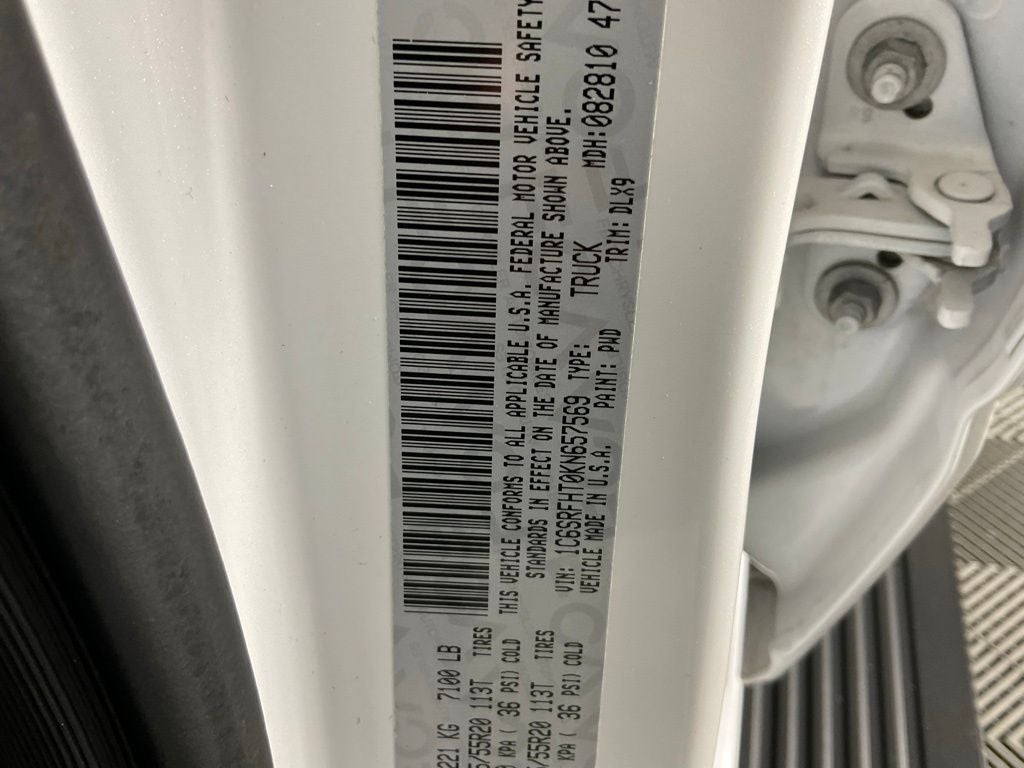 221 KG 7100 LB
5/55R20 113T TIRES
0 KPA ( 36 PSI) COLD
5/55R20 113T TIRES
KPA ( 36 PSI) COLD
THIS VEHICLE CONFORMS TO ALL APPLICABLE U.S.A. FEDERAL MOTOR VEHICLE SAFETY
STANDARDS IN EFFECT ON THE DATE OF MANUFACTURE SHOWN ABOVE.
VIN: 1C6SRFHT0KN657569 TYPE: TRUCK MDH:082810 47
VEHICLE MADE IN U.S.A. PAINT: PWD TRIM: DLX9